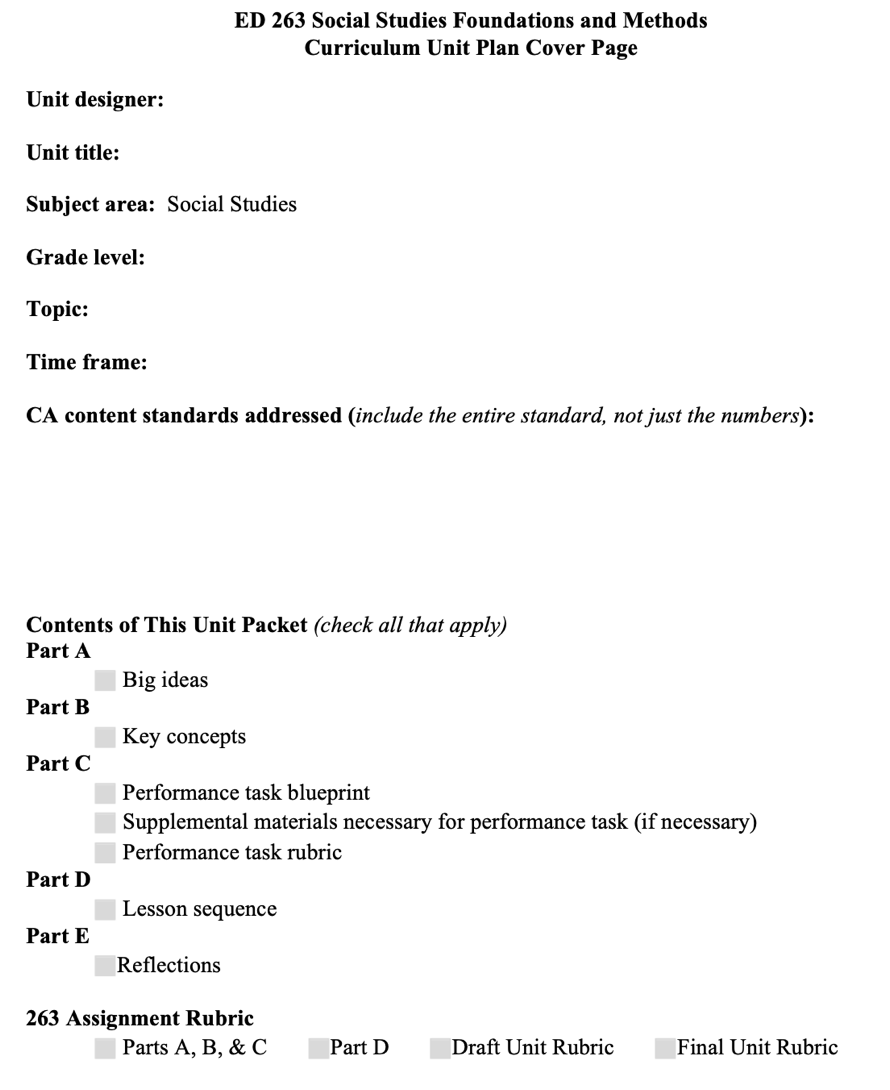 ED 263 Social Studies Foundations and Methods
Curriculum Unit Plan Cover Page
Unit designer:
Unit title:
Subject area: Social Studies
Grade level:
Topic:
Time frame:
CA content standards addressed (include the entire standard, not just the numbers):
Contents of This Unit Packet (check all that apply)
Part A
Big ideas
Part B
Key concepts
Part C
Performance task blueprint
Supplemental materials necessary for performance task (if necessary)
Performance task rubric
Part D
Lesson sequence
Part E
Reflections
263 Assignment Rubric
Parts A, B, & C Part D Draft Unit Rubric Final Unit Rubric